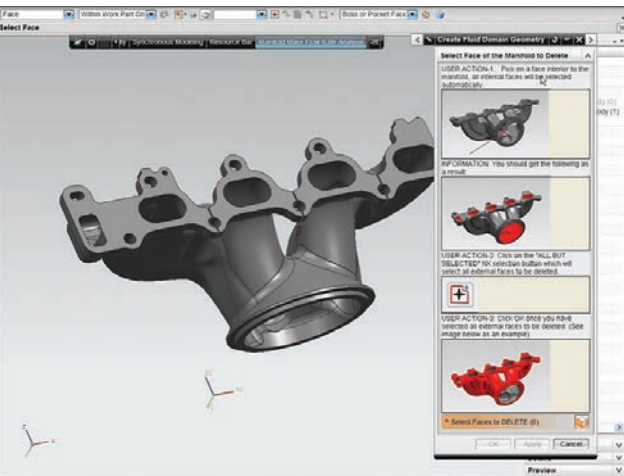 Face
Within Work Part On
Boss or Pocket Face
Select Face
Synchronous Modeling
Resource Bar
Manifold Mass Flow Rate Analysis
Create Fluid Domain Geometry
Select Face of the Manifold to Delete
USER ACTION-1: Pick on a face interior to the
manifold, all internal faces will be selected
automatically.
INFORMATION: You should get the following as
a result:
USER ACTION-2: Click on the "ALL BUT
SELECTED" NX selection button which will
select all external faces to be deleted.
USER ACTION-3: Click OK once you have
selected all external faces to be deleted. (See
image below as an example)
* Select Faces to DELETE (0)
OK
Apply
Cancel
dy (0)
ody (1)
Preview